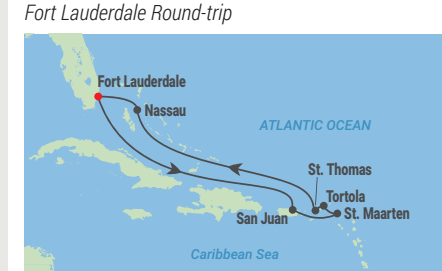 Fort Lauderdale Round-trip
Fort Lauderdale
Nassau
ATLANTIC OCEAN
St. Thomas
Tortola
St. Maarten
San Juan
Caribbean Sea